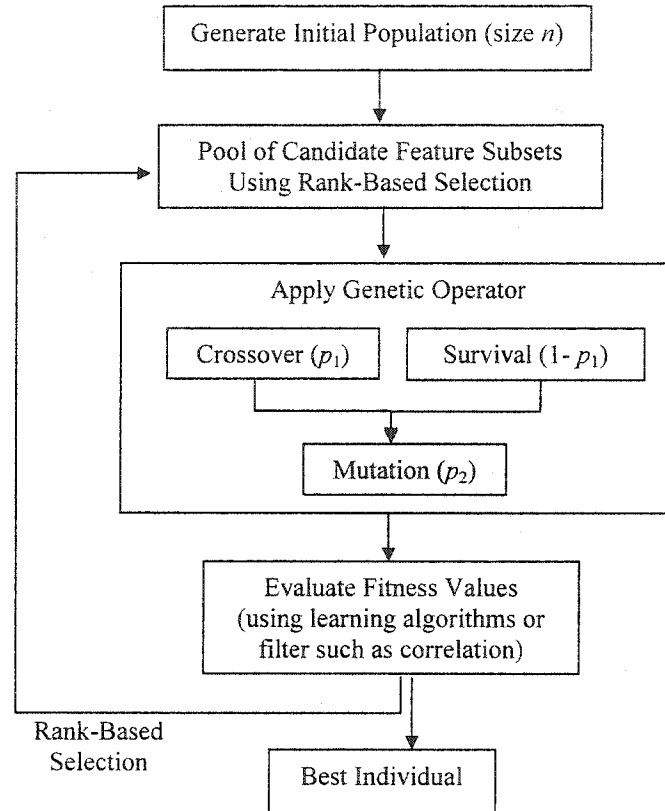 Generate Initial Population (size n)
Pool of Candidate Feature Subsets
Using Rank-Based Selection
Apply Genetic Operator
Crossover (p₁)
Survival (1- p₁)
Mutation (p₂)
Evaluate Fitness Values
(using learning algorithms or
filter such as correlation)
Rank-Based
Selection
Best Individual